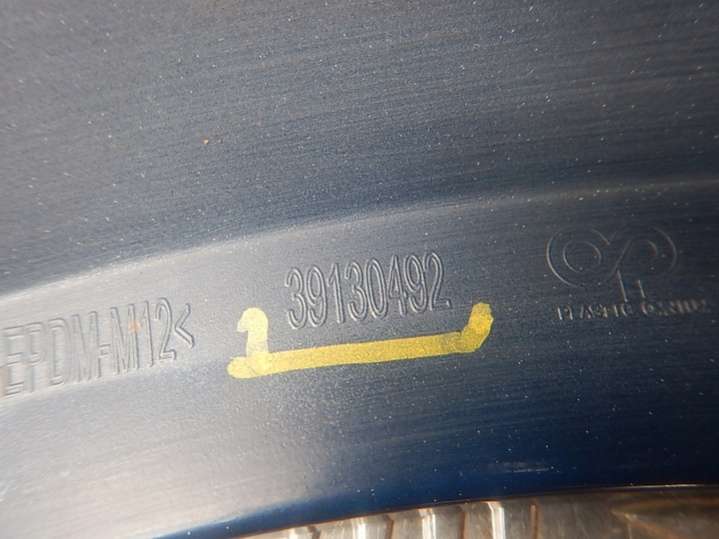 EPDM-M12<
39130492
PLASTIC OMNIUM